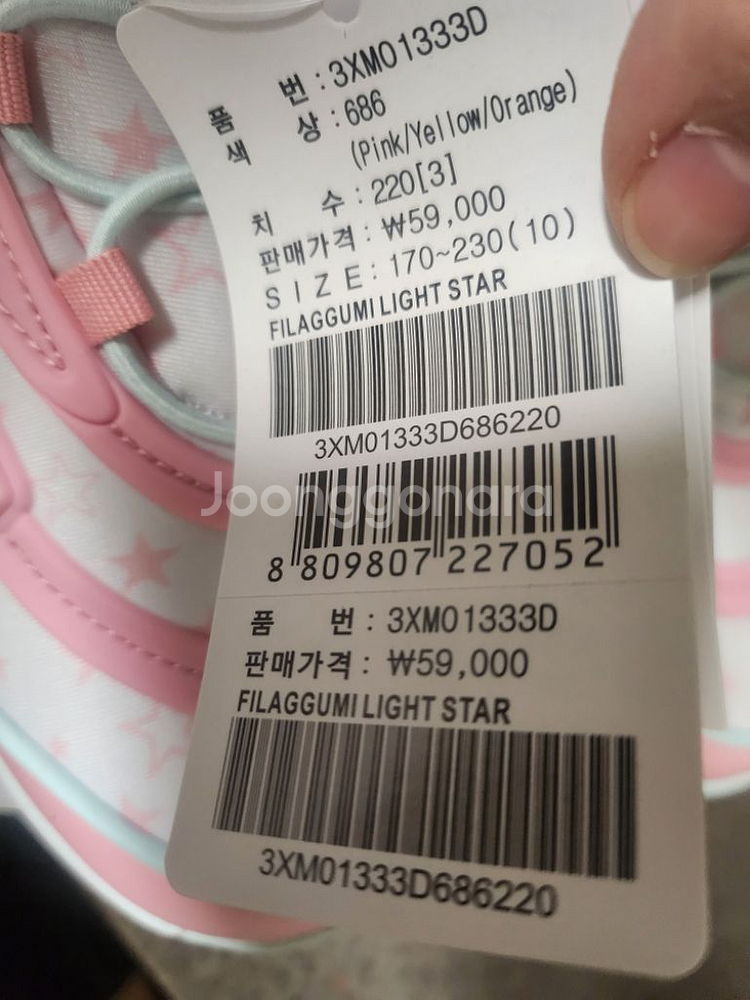 품 번 : 3XM01333D
색 상 : 686
(Pink/Yellow/Orange)
치 수 : 220[3]
판매가격 : ₩59,000
SIZE : 170~230(10)
FILAGGUMI LIGHT STAR
3XM01333D686220
Joonggonara
8 809807 227052
품 번 : 3XM01333D
판매가격 : ₩59,000
FILAGGUMI LIGHT STAR
3XM01333D686220